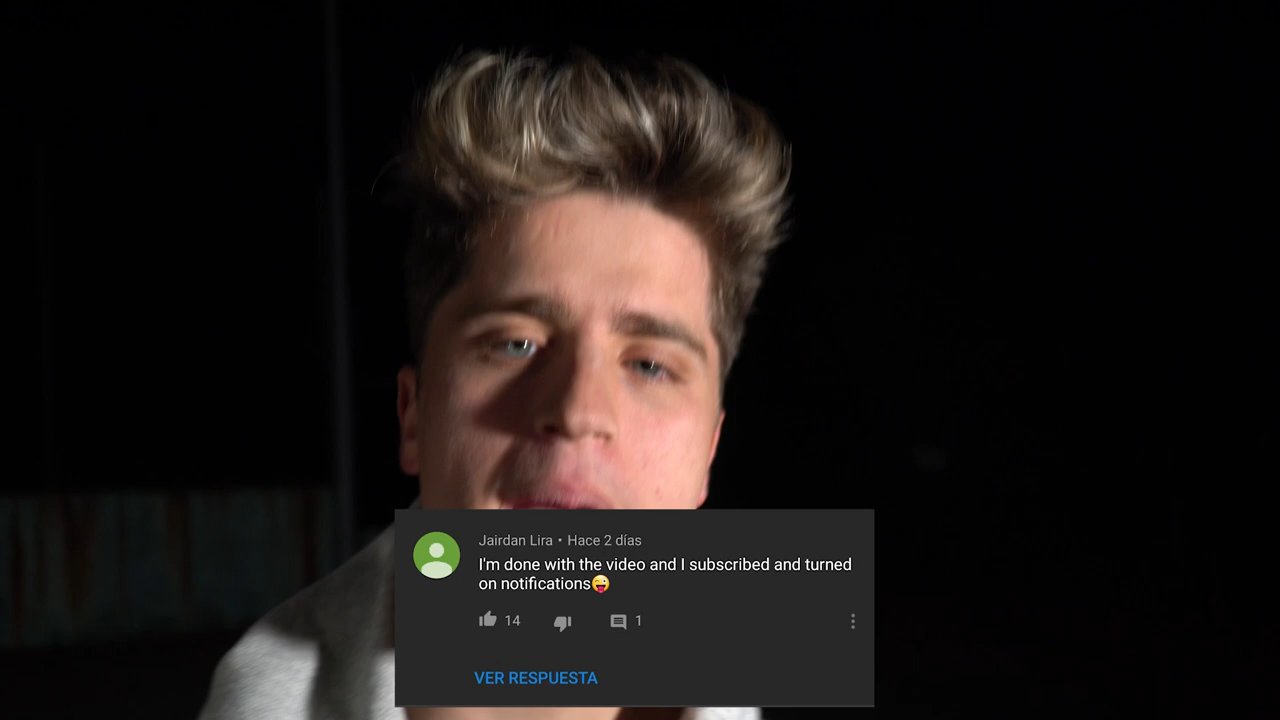 Jairdan Lira • Hace 2 días
I'm done with the video and I subscribed and turned
on notifications😜
14 1
VER RESPUESTA